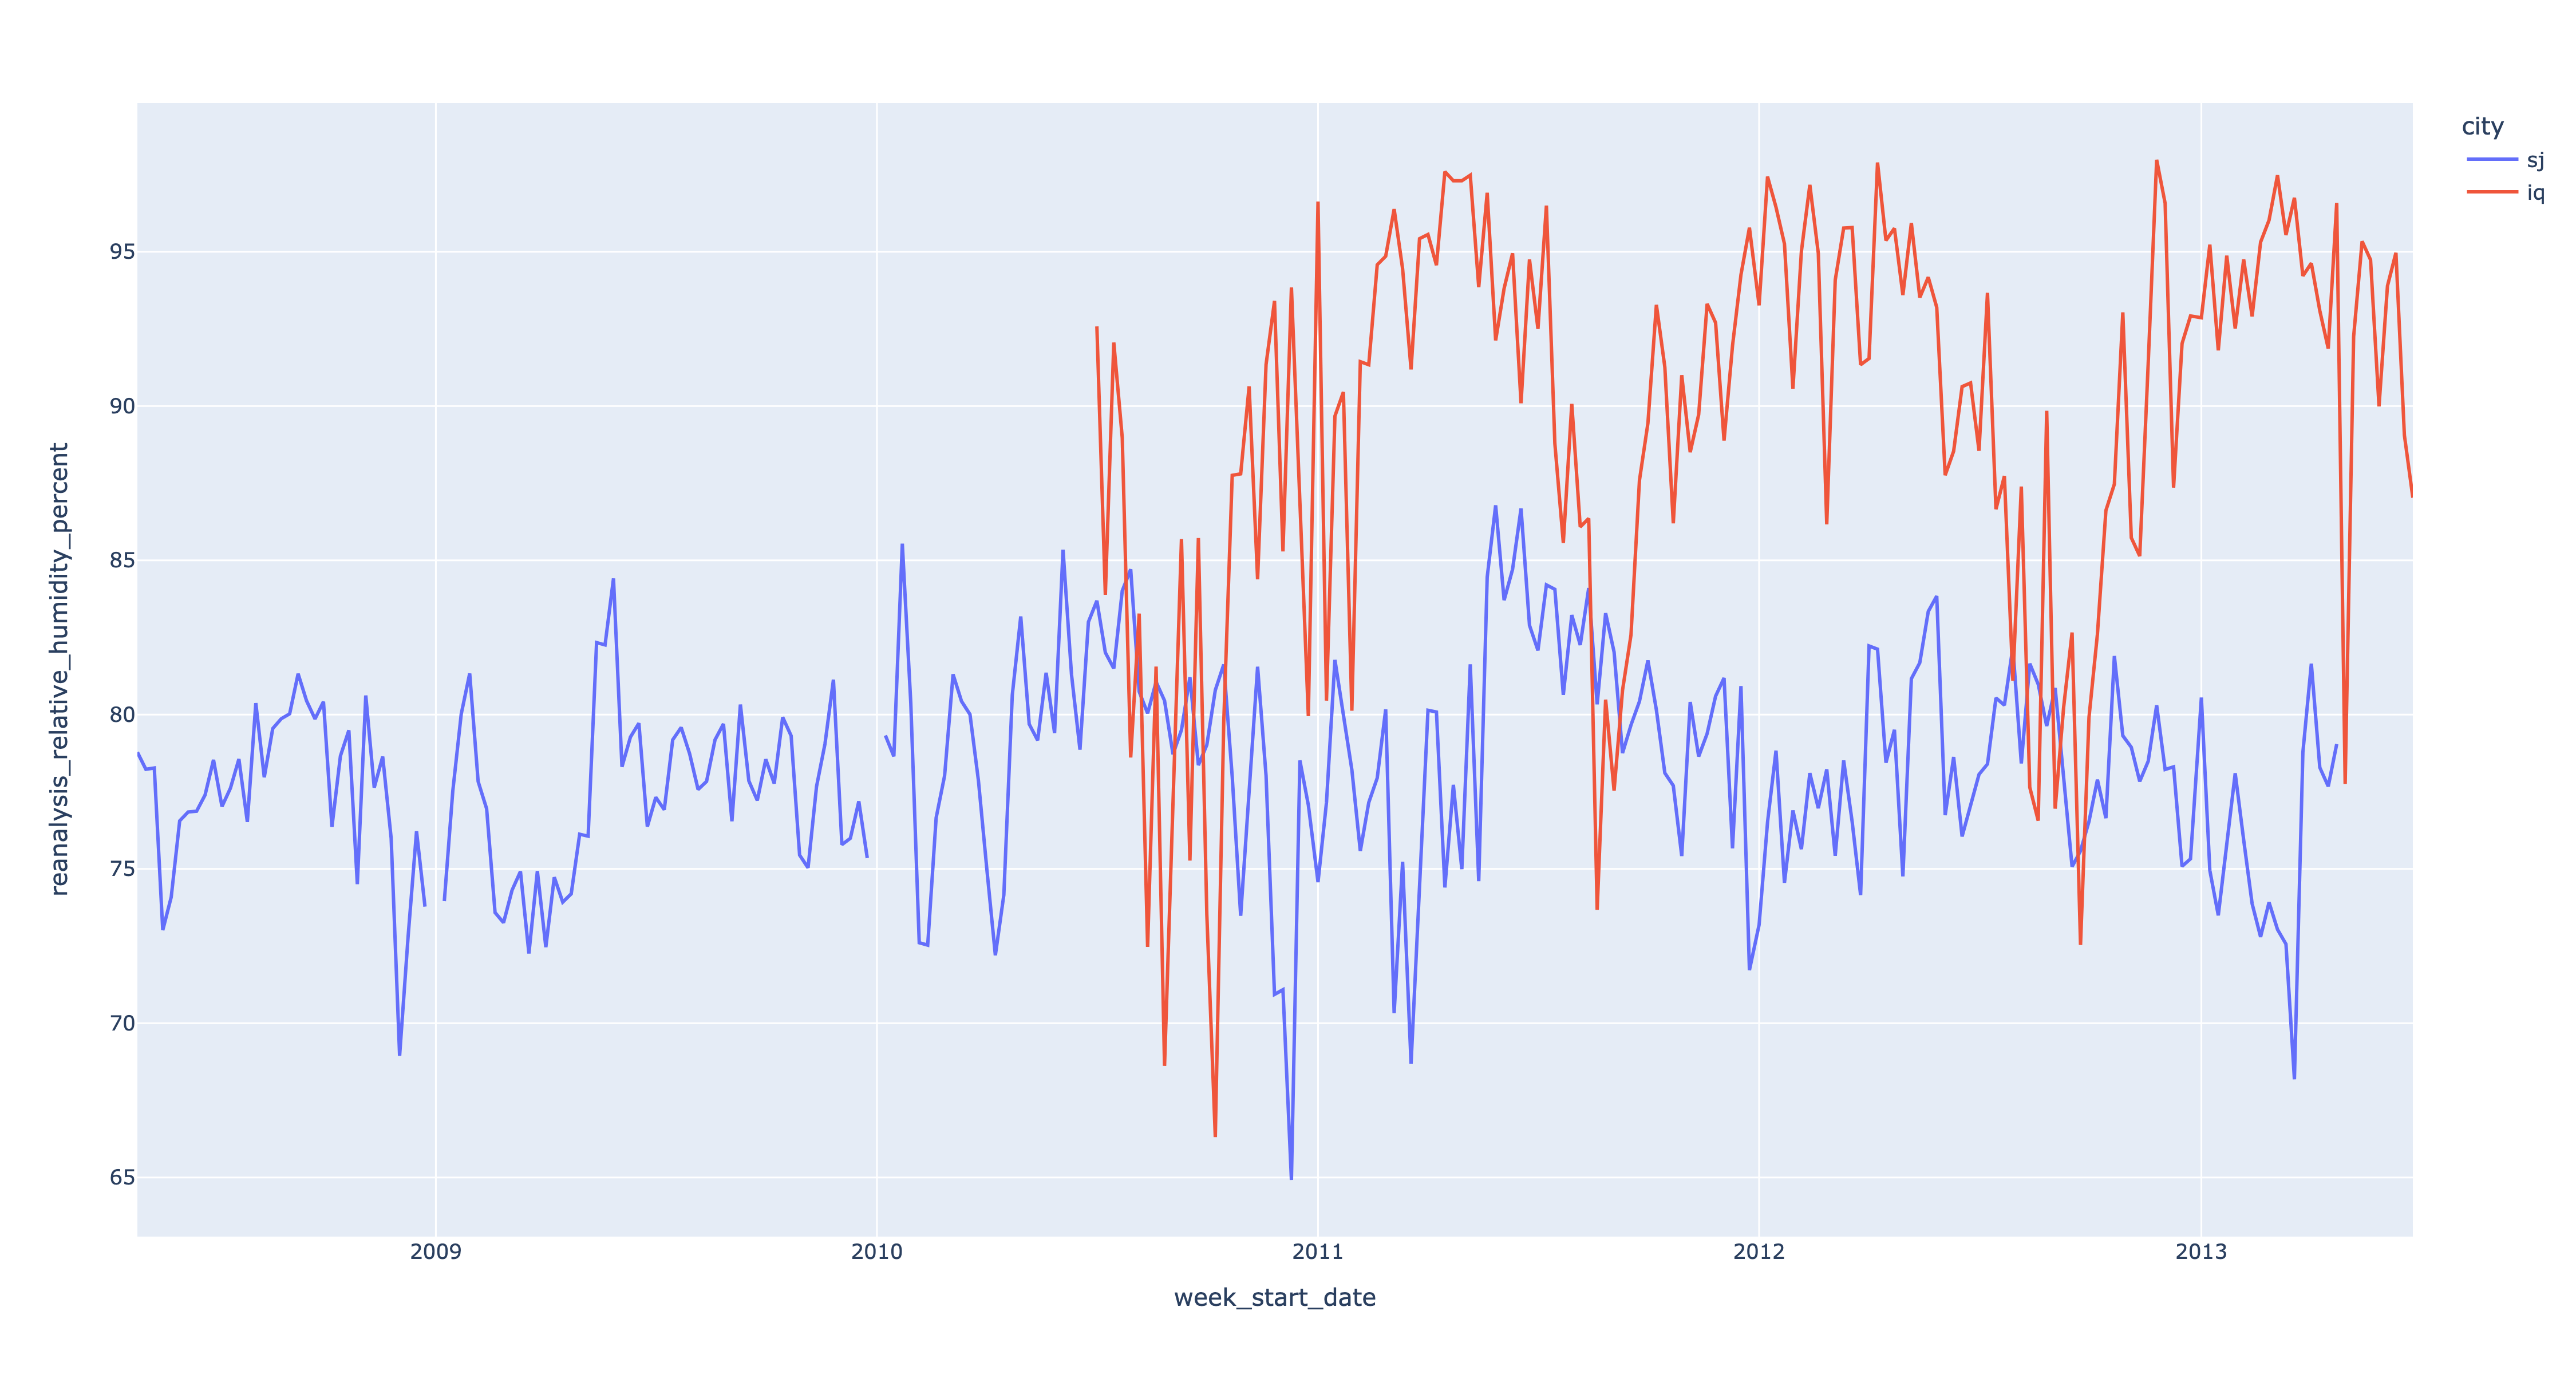 city
sj
iq
reanalysis_relative_humidity_percent
95
90
85
80
75
70
65
2009 2010 2011 2012 2013
week_start_date